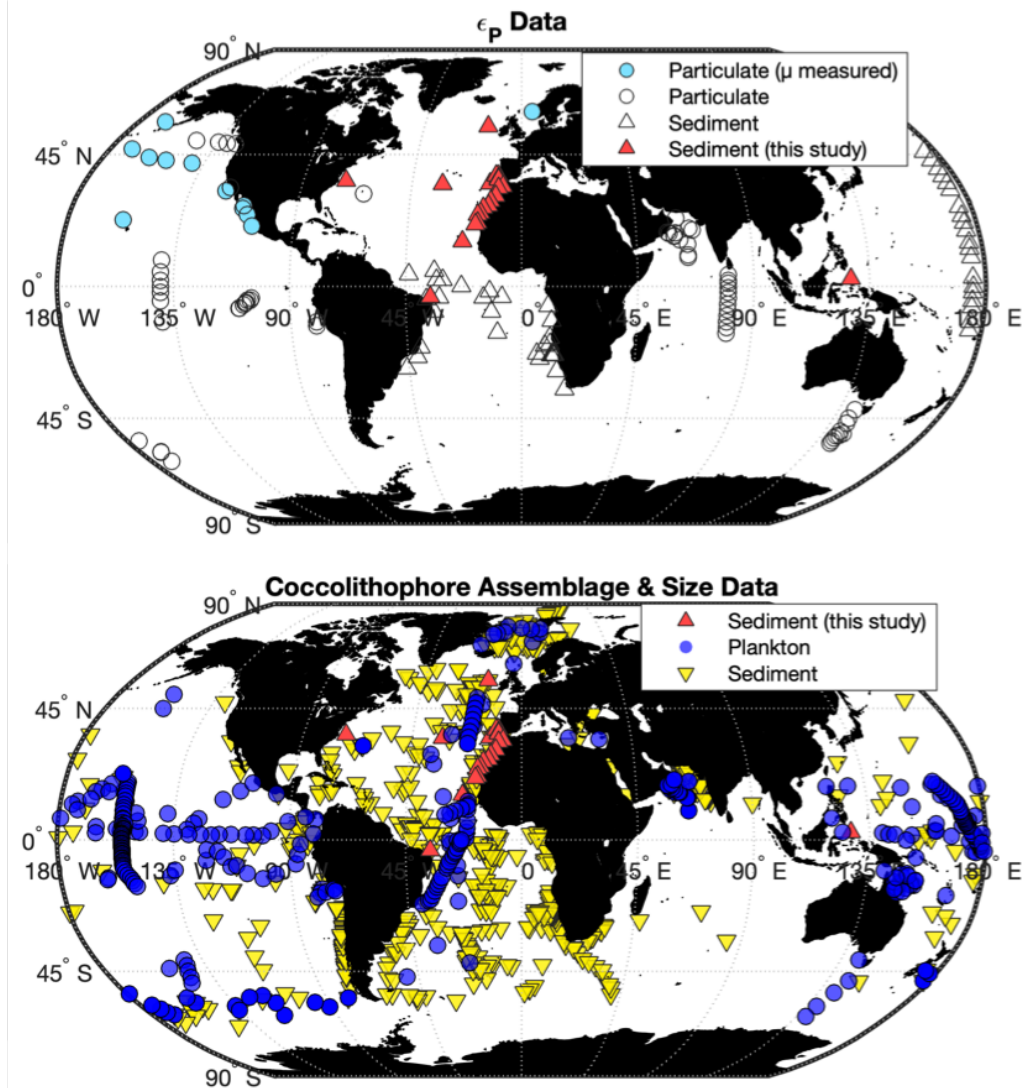 ϵP Data
90° N
Particulate (μ measured)
Particulate
Sediment
Sediment (this study)
45° N
0°
180° W 135° W 90° W 45° W 0° 45° E 90° E 135° E 180° E
45° S
90° S
Coccolithophore Assemblage & Size Data
90° N
Sediment (this study)
Plankton
Sediment
45° N
0°
180° W 135° W 90° W 45° W 0° 45° E 90° E 135° E 180° E
45° S
90° S